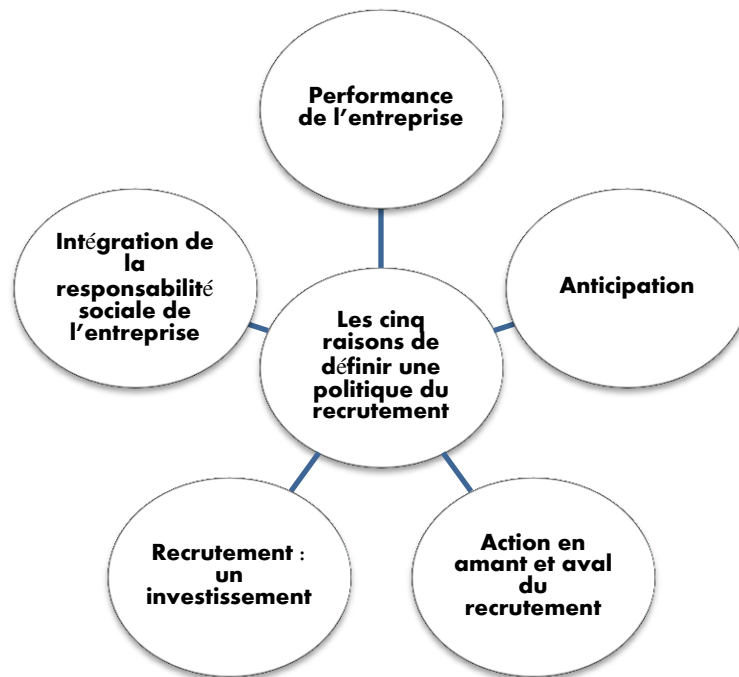 Performance
de l’entreprise
Intégration de
la
responsabilité
sociale de
l’entreprise
Anticipation
Les cinq
raisons de
définir une
politique du
recrutement
Recrutement :
un
investissement
Action en
amant et aval
du
recrutement